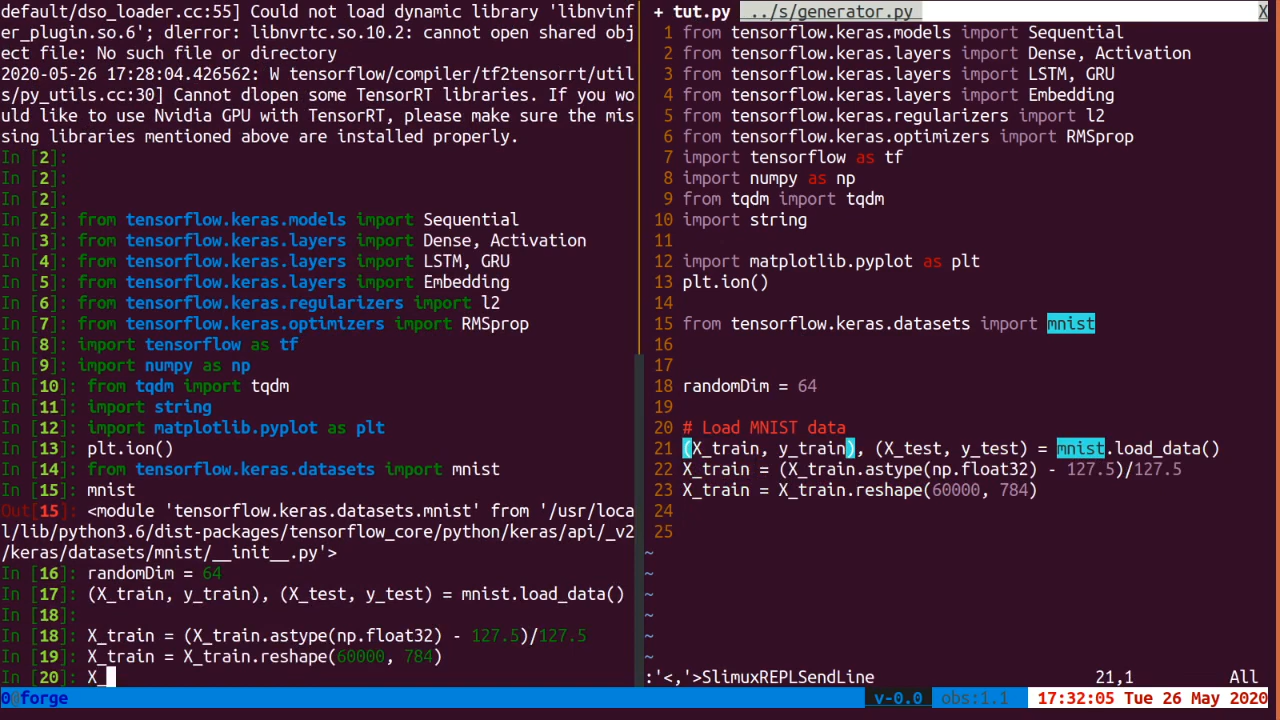 default/dso_loader.cc:55] Could not load dynamic library 'libnvinf
er_plugin.so.6'; dlerror: libnvrtc.so.10.2: cannot open shared obj
ect file: No such file or directory
2020-05-26 17:28:04.426562: W tensorflow/compiler/tf2tensorrt/util
s/py_utils.cc:30] Cannot dlopen some TensorRT libraries. If you wo
uld like to use Nvidia GPU with TensorRT, please make sure the mis
sing libraries mentioned above are installed properly.
In [2]:
In [2]:
In [2]:
In [2]: from tensorflow.keras.models import Sequential
In [3]: from tensorflow.keras.layers import Dense, Activation
In [4]: from tensorflow.keras.layers import LSTM, GRU
In [5]: from tensorflow.keras.layers import Embedding
In [6]: from tensorflow.keras.regularizers import l2
In [7]: from tensorflow.keras.optimizers import RMSprop
In [8]: import tensorflow as tf
In [9]: import numpy as np
In [10]: from tqdm import tqdm
In [11]: import string
In [12]: import matplotlib.pyplot as plt
In [13]: plt.ion()
In [14]: from tensorflow.keras.datasets import mnist
In [15]: mnist
Out[15]: <module 'tensorflow.keras.datasets.mnist' from '/usr/loca
l/lib/python3.6/dist-packages/tensorflow_core/python/keras/api/_v2
/keras/datasets/mnist/__init__.py'>
In [16]: randomDim = 64
In [17]: (X_train, y_train), (X_test, y_test) = mnist.load_data()
In [18]:
In [18]: X_train = (X_train.astype(np.float32) - 127.5)/127.5
In [19]: X_train = X_train.reshape(60000, 784)
In [20]: X_
+ tut.py ../s/generator.py X
1 from tensorflow.keras.models import Sequential
2 from tensorflow.keras.layers import Dense, Activation
3 from tensorflow.keras.layers import LSTM, GRU
4 from tensorflow.keras.layers import Embedding
5 from tensorflow.keras.regularizers import l2
6 from tensorflow.keras.optimizers import RMSprop
7 import tensorflow as tf
8 import numpy as np
9 from tqdm import tqdm
10 import string
11
12 import matplotlib.pyplot as plt
13 plt.ion()
14
15 from tensorflow.keras.datasets import mnist
16
17
18 randomDim = 64
19
20 # Load MNIST data
21 (X_train, y_train), (X_test, y_test) = mnist.load_data()
22 X_train = (X_train.astype(np.float32) - 127.5)/127.5
23 X_train = X_train.reshape(60000, 784)
24
25
~
~
~
~
~
~
:'<,'>SlimuxREPLSendLine 21,1 All
0@forge v-0.0 obs:1.1 17:32:05 Tue 26 May 2020